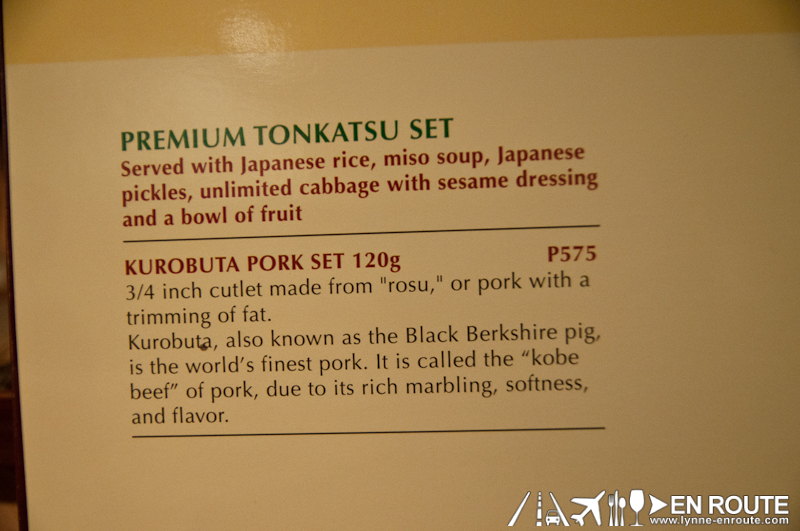 PREMIUM TONKATSU SET
Served with Japanese rice, miso soup, Japanese
pickles, unlimited cabbage with sesame dressing
and a bowl of fruit
KUROBUTA PORK SET 120g P575
3/4 inch cutlet made from "rosu," or pork with a
trimming of fat.
Kurobuta, also known as the Black Berkshire pig,
is the world's finest pork. It is called the “kobe
beef” of pork, due to its rich marbling, softness,
and flavor.
EN ROUTE
www.lynne-enroute.com